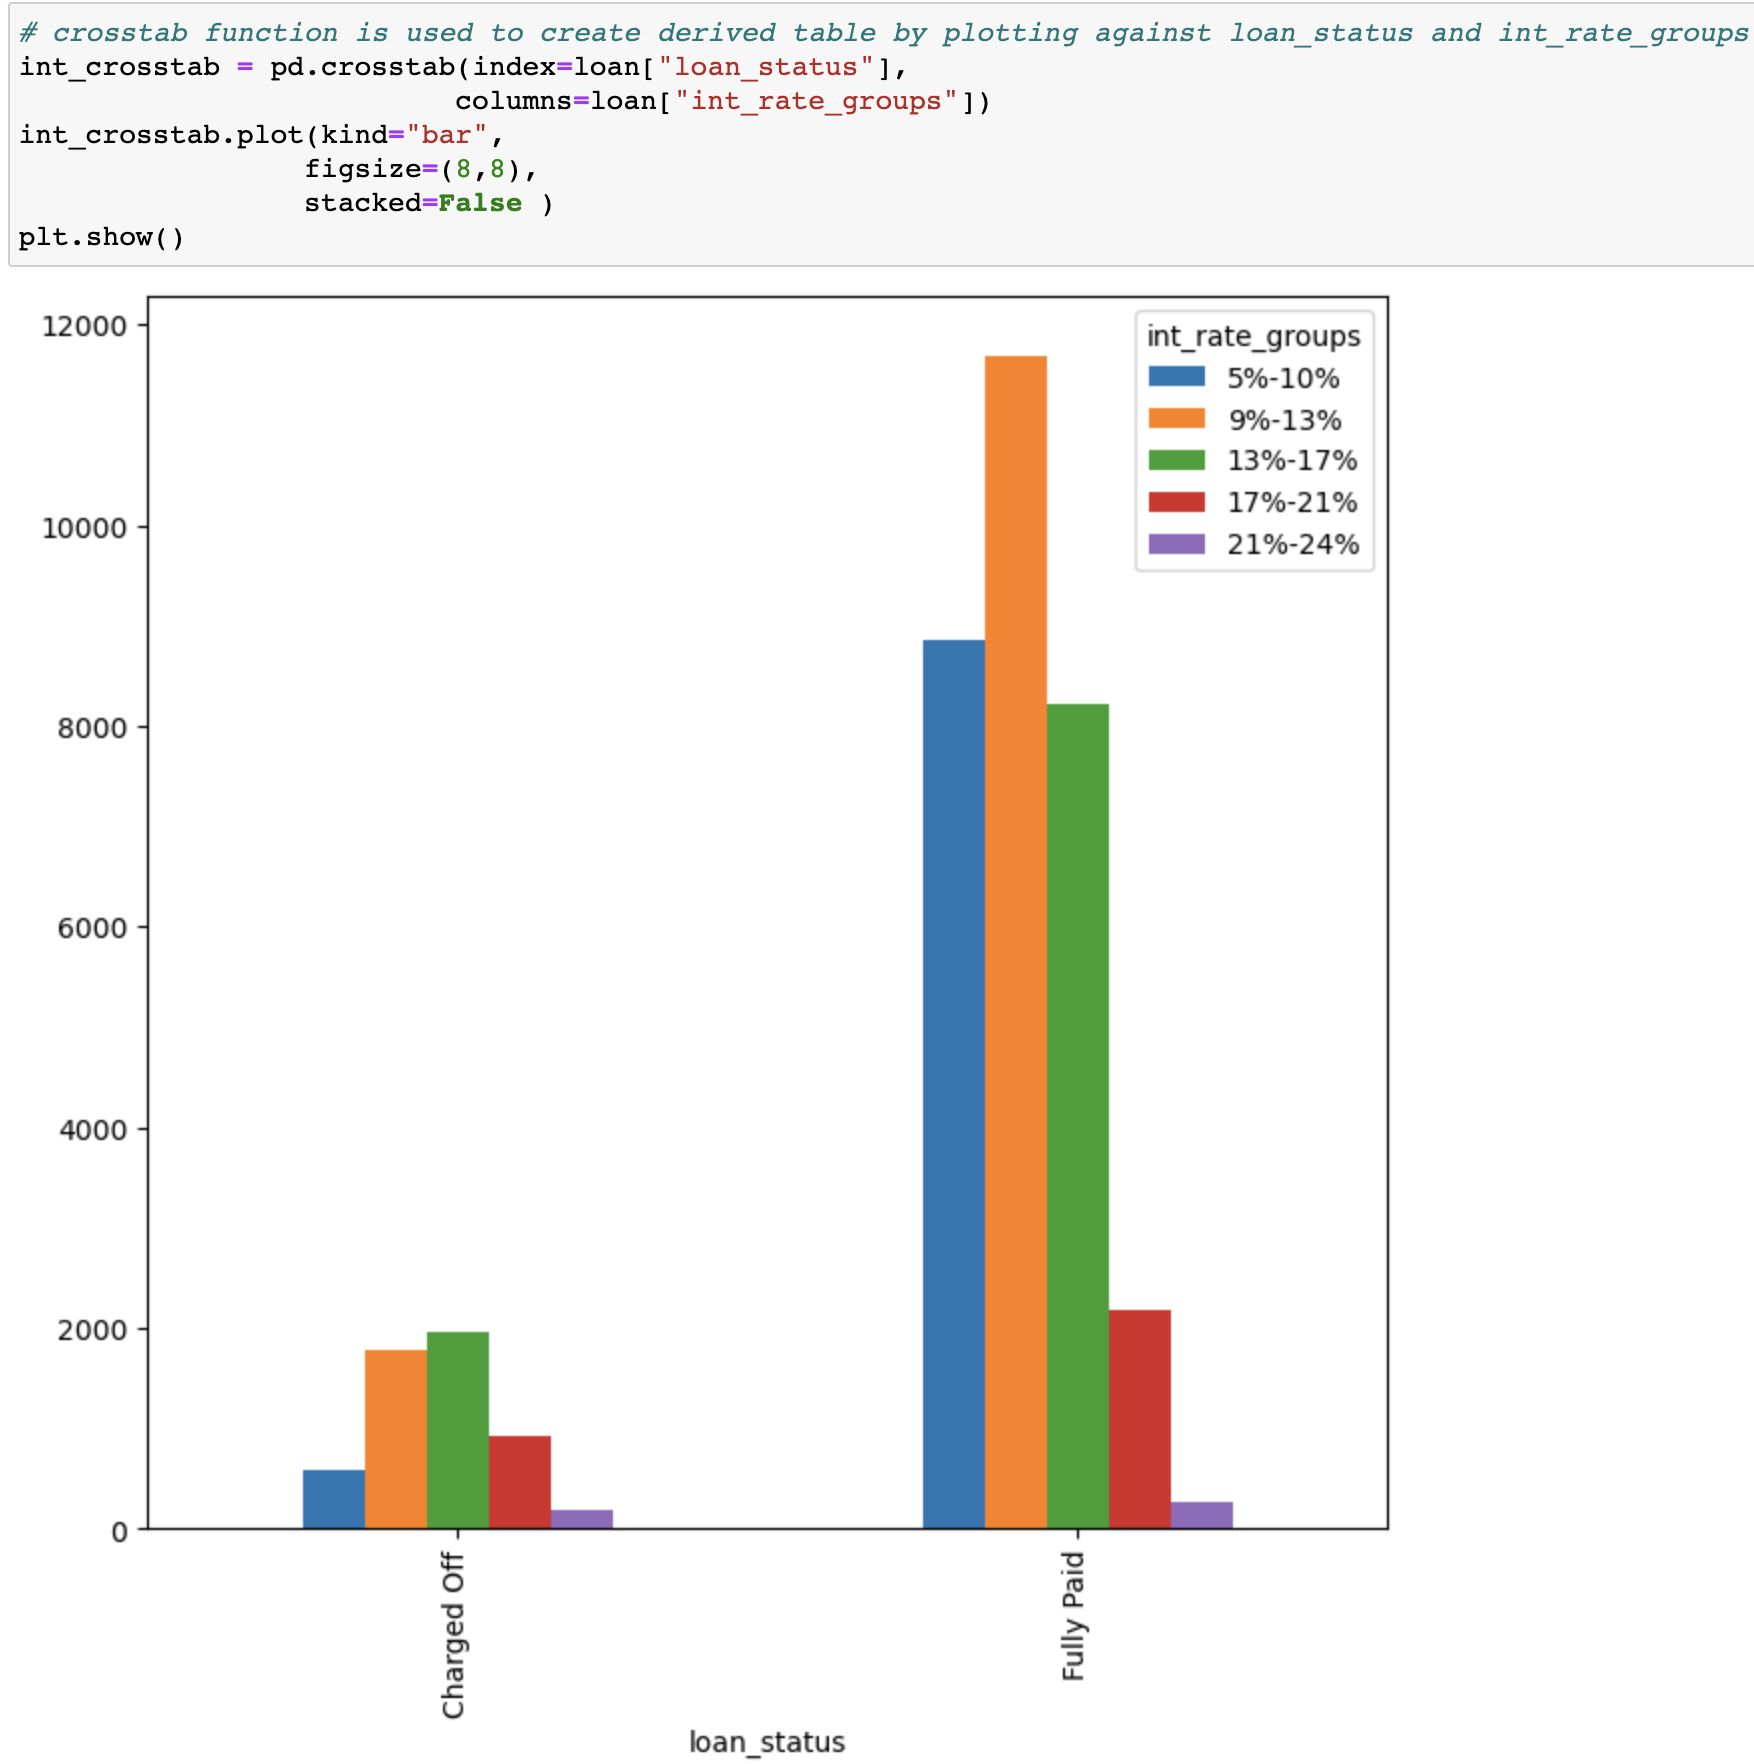 # crosstab function is used to create derived table by plotting against loan_status and int_rate_groups
int_crosstab = pd.crosstab(index=loan["loan_status"],
columns=loan["int_rate_groups"])
int_crosstab.plot(kind="bar",
figsize=(8,8),
stacked=False )
plt.show()
int_rate_groups
5%-10%
9%-13%
13%-17%
17%-21%
21%-24%
12000
10000
8000
6000
4000
2000
0
Charged Off
Fully Paid
loan_status